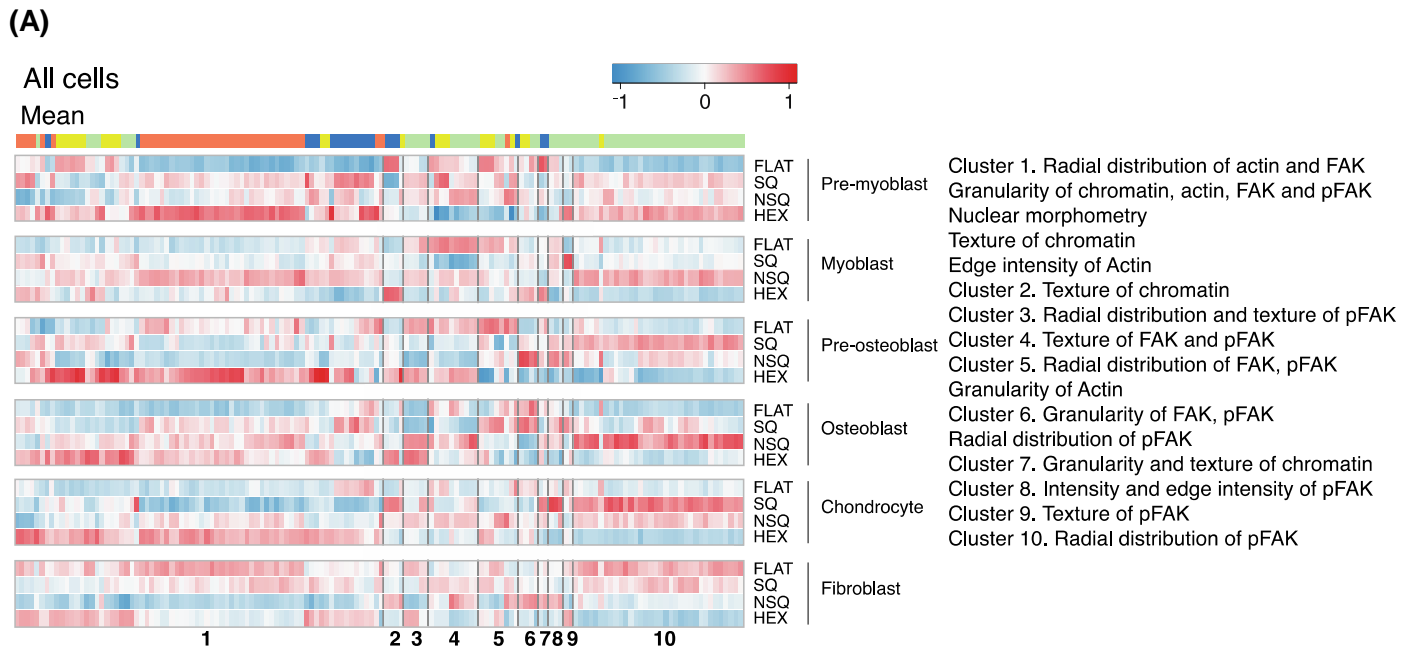 (A)
All cells
Mean
-1 0 1
FLAT
SQ
NSQ
HEX
Pre-myoblast
FLAT
SQ
NSQ
HEX
Myoblast
FLAT
SQ
NSQ
HEX
Pre-osteoblast
FLAT
SQ
NSQ
HEX
Osteoblast
FLAT
SQ
NSQ
HEX
Chondrocyte
FLAT
SQ
NSQ
HEX
Fibroblast
1 2 3 4 5 6 7 8 9 10
Cluster 1. Radial distribution of actin and FAK
Granularity of chromatin, actin, FAK and pFAK
Nuclear morphometry
Texture of chromatin
Edge intensity of Actin
Cluster 2. Texture of chromatin
Cluster 3. Radial distribution and texture of pFAK
Cluster 4. Texture of FAK and pFAK
Cluster 5. Radial distribution of FAK, pFAK
Granularity of Actin
Cluster 6. Granularity of FAK, pFAK
Radial distribution of pFAK
Cluster 7. Granularity and texture of chromatin
Cluster 8. Intensity and edge intensity of pFAK
Cluster 9. Texture of pFAK
Cluster 10. Radial distribution of pFAK